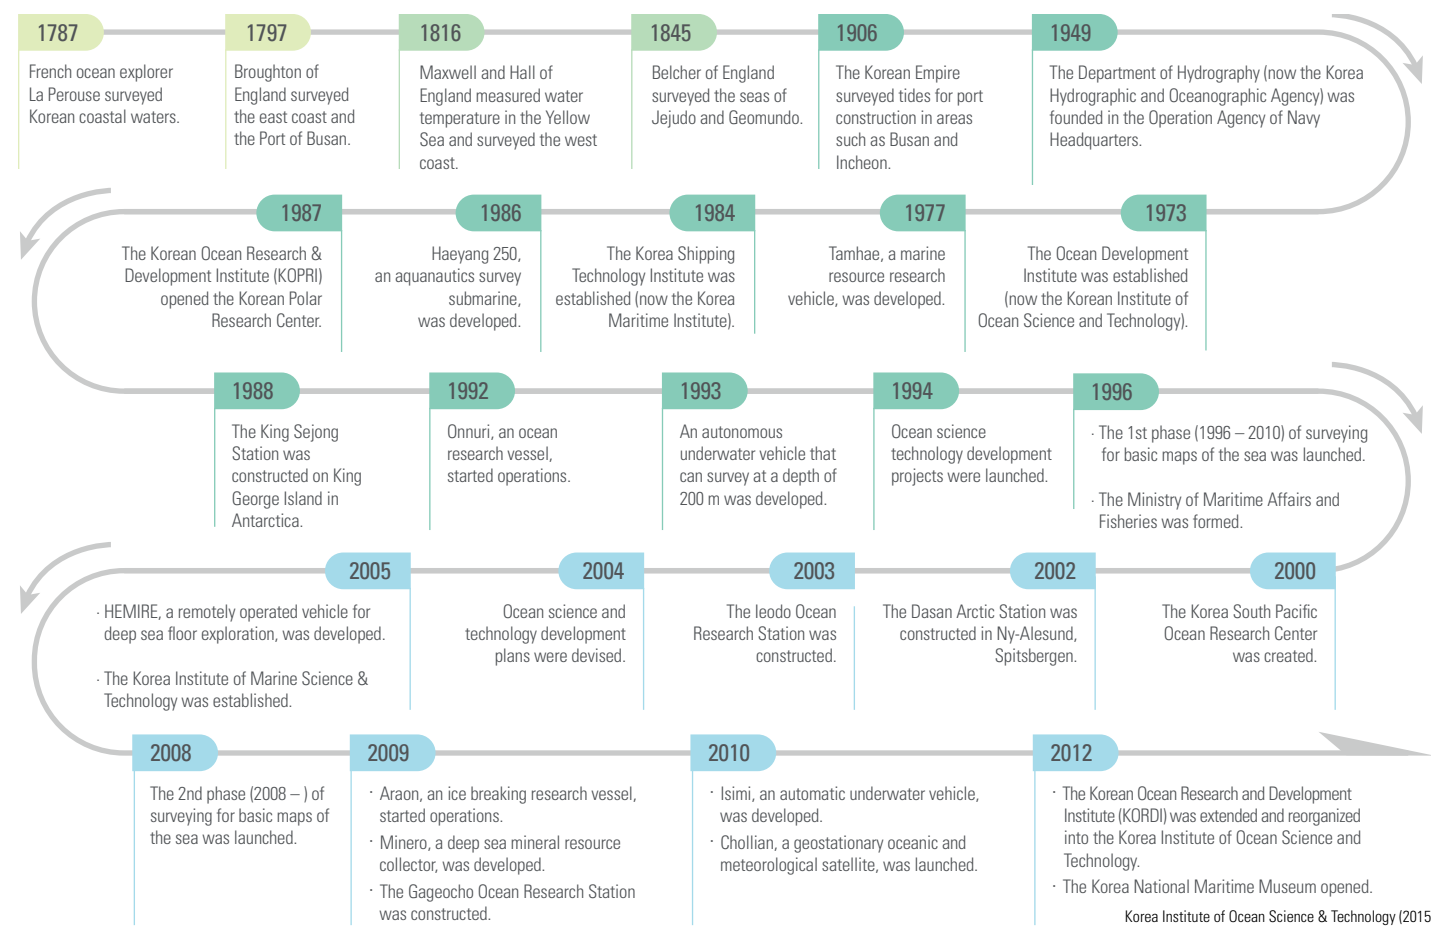 1787
French ocean explorer
La Perouse surveyed
Korean coastal waters.
1797
Broughton of
England surveyed
the east coast and
the Port of Busan.
1816
Maxwell and Hall of
England measured water
temperature in the Yellow
Sea and surveyed the west
coast.
1845
Belcher of England
surveyed the seas of
Jejudo and Geomundo.
1906
The Korean Empire
surveyed tides for port
construction in areas
such as Busan and
Incheon.
1949
The Department of Hydrography (now the Korea
Hydrographic and Oceanographic Agency) was
founded in the Operation Agency of Navy
Headquarters.
1973
The Ocean Development
Institute was established
(now the Korean Institute of
Ocean Science and Technology).
1977
Tamhae, a marine
resource research
vehicle, was developed.
1984
The Korea Shipping
Technology Institute was
established (now the Korea
Maritime Institute).
1986
Haeyang 250,
an aquanautics survey
submarine,
was developed.
1987
The Korean Ocean Research &
Development Institute (KOPRI)
opened the Korean Polar
Research Center.
1988
The King Sejong
Station was
constructed on King
George Island in
Antarctica.
1992
Onnuri, an ocean
research vessel,
started operations.
1993
An autonomous
underwater vehicle that
can survey at a depth of
200 m was developed.
1994
Ocean science
technology development
projects were launched.
1996
· The 1st phase (1996 – 2010) of surveying
for basic maps of the sea was launched.
· The Ministry of Maritime Affairs and
Fisheries was formed.
2000
The Korea South Pacific
Ocean Research Center
was created.
2002
The Dasan Arctic Station was
constructed in Ny-Alesund,
Spitsbergen.
2003
The Ieodo Ocean
Research Station was
constructed.
2004
Ocean science and
technology development
plans were devised.
2005
· HEMIRE, a remotely operated vehicle for
deep sea floor exploration, was developed.
· The Korea Institute of Marine Science &
Technology was established.
2008
The 2nd phase (2008 – ) of
surveying for basic maps of
the sea was launched.
2009
· Araon, an ice breaking research vessel,
started operations.
· Minero, a deep sea mineral resource
collector, was developed.
· The Gageocho Ocean Research Station
was constructed.
2010
· Isimi, an automatic underwater vehicle,
was developed.
· Chollian, a geostationary oceanic and
meteorological satellite, was launched.
2012
· The Korean Ocean Research and Development
Institute (KORDI) was extended and reorganized
into the Korea Institute of Ocean Science and
Technology.
· The Korea National Maritime Museum opened.
Korea Institute of Ocean Science & Technology (2015